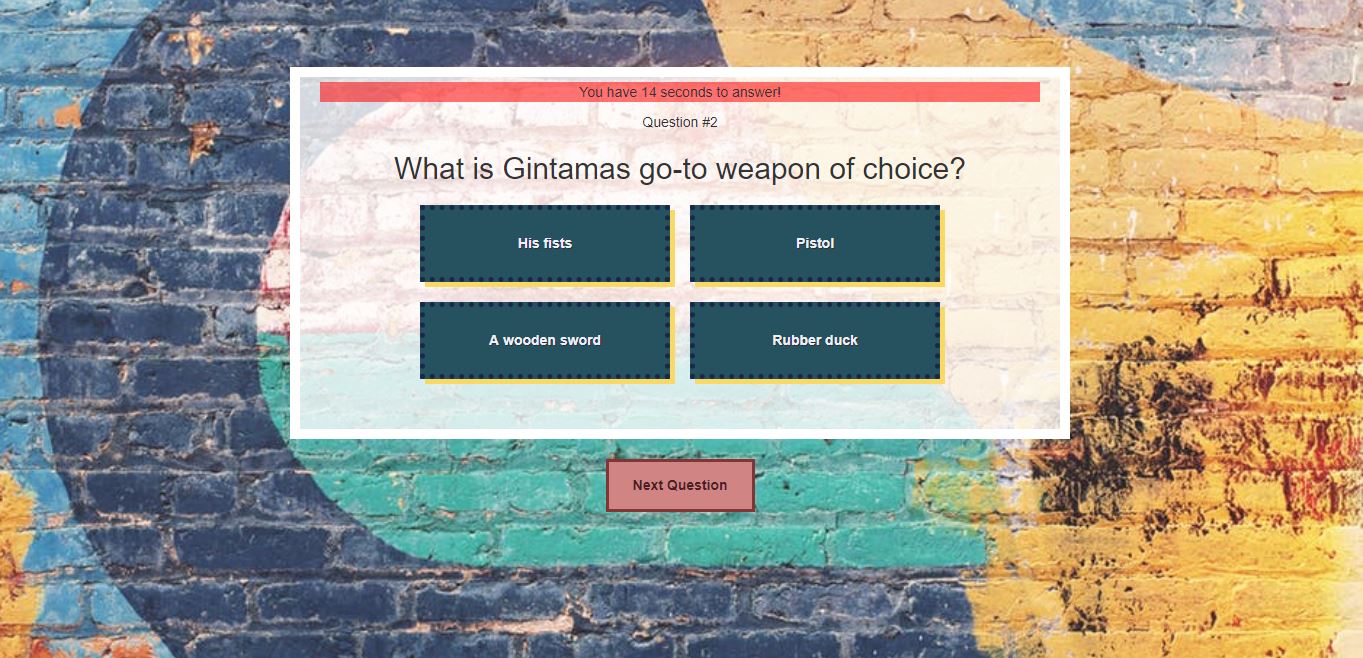 You have 14 seconds to answer!
Question #2
What is Gintamas go-to weapon of choice?
His fists
Pistol
A wooden sword
Rubber duck
Next Question